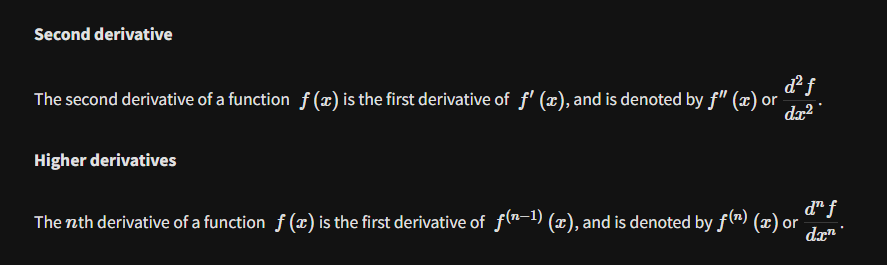 Second derivative
The second derivative of a function f (x) is the first derivative of f′ (x), and is denoted by f″ (x) or d²f/dx².
Higher derivatives
The nth derivative of a function f (x) is the first derivative of f⁽ⁿ⁻¹⁾ (x), and is denoted by f⁽ⁿ⁾ (x) or dⁿf/dxⁿ.